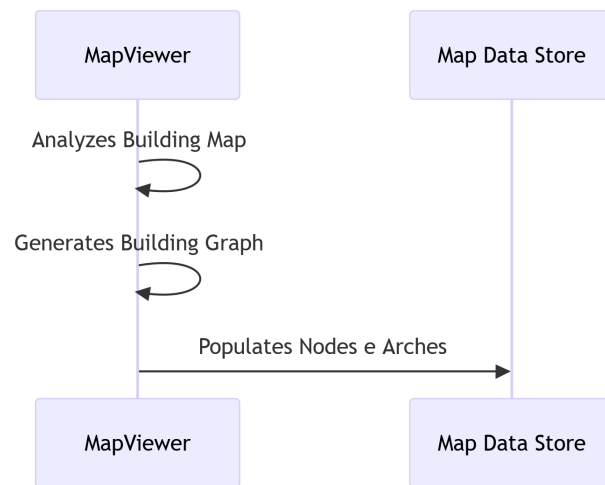 MapViewer
Map Data Store
Analyzes Building Map
Generates Building Graph
Populates Nodes e Arches
MapViewer
Map Data Store